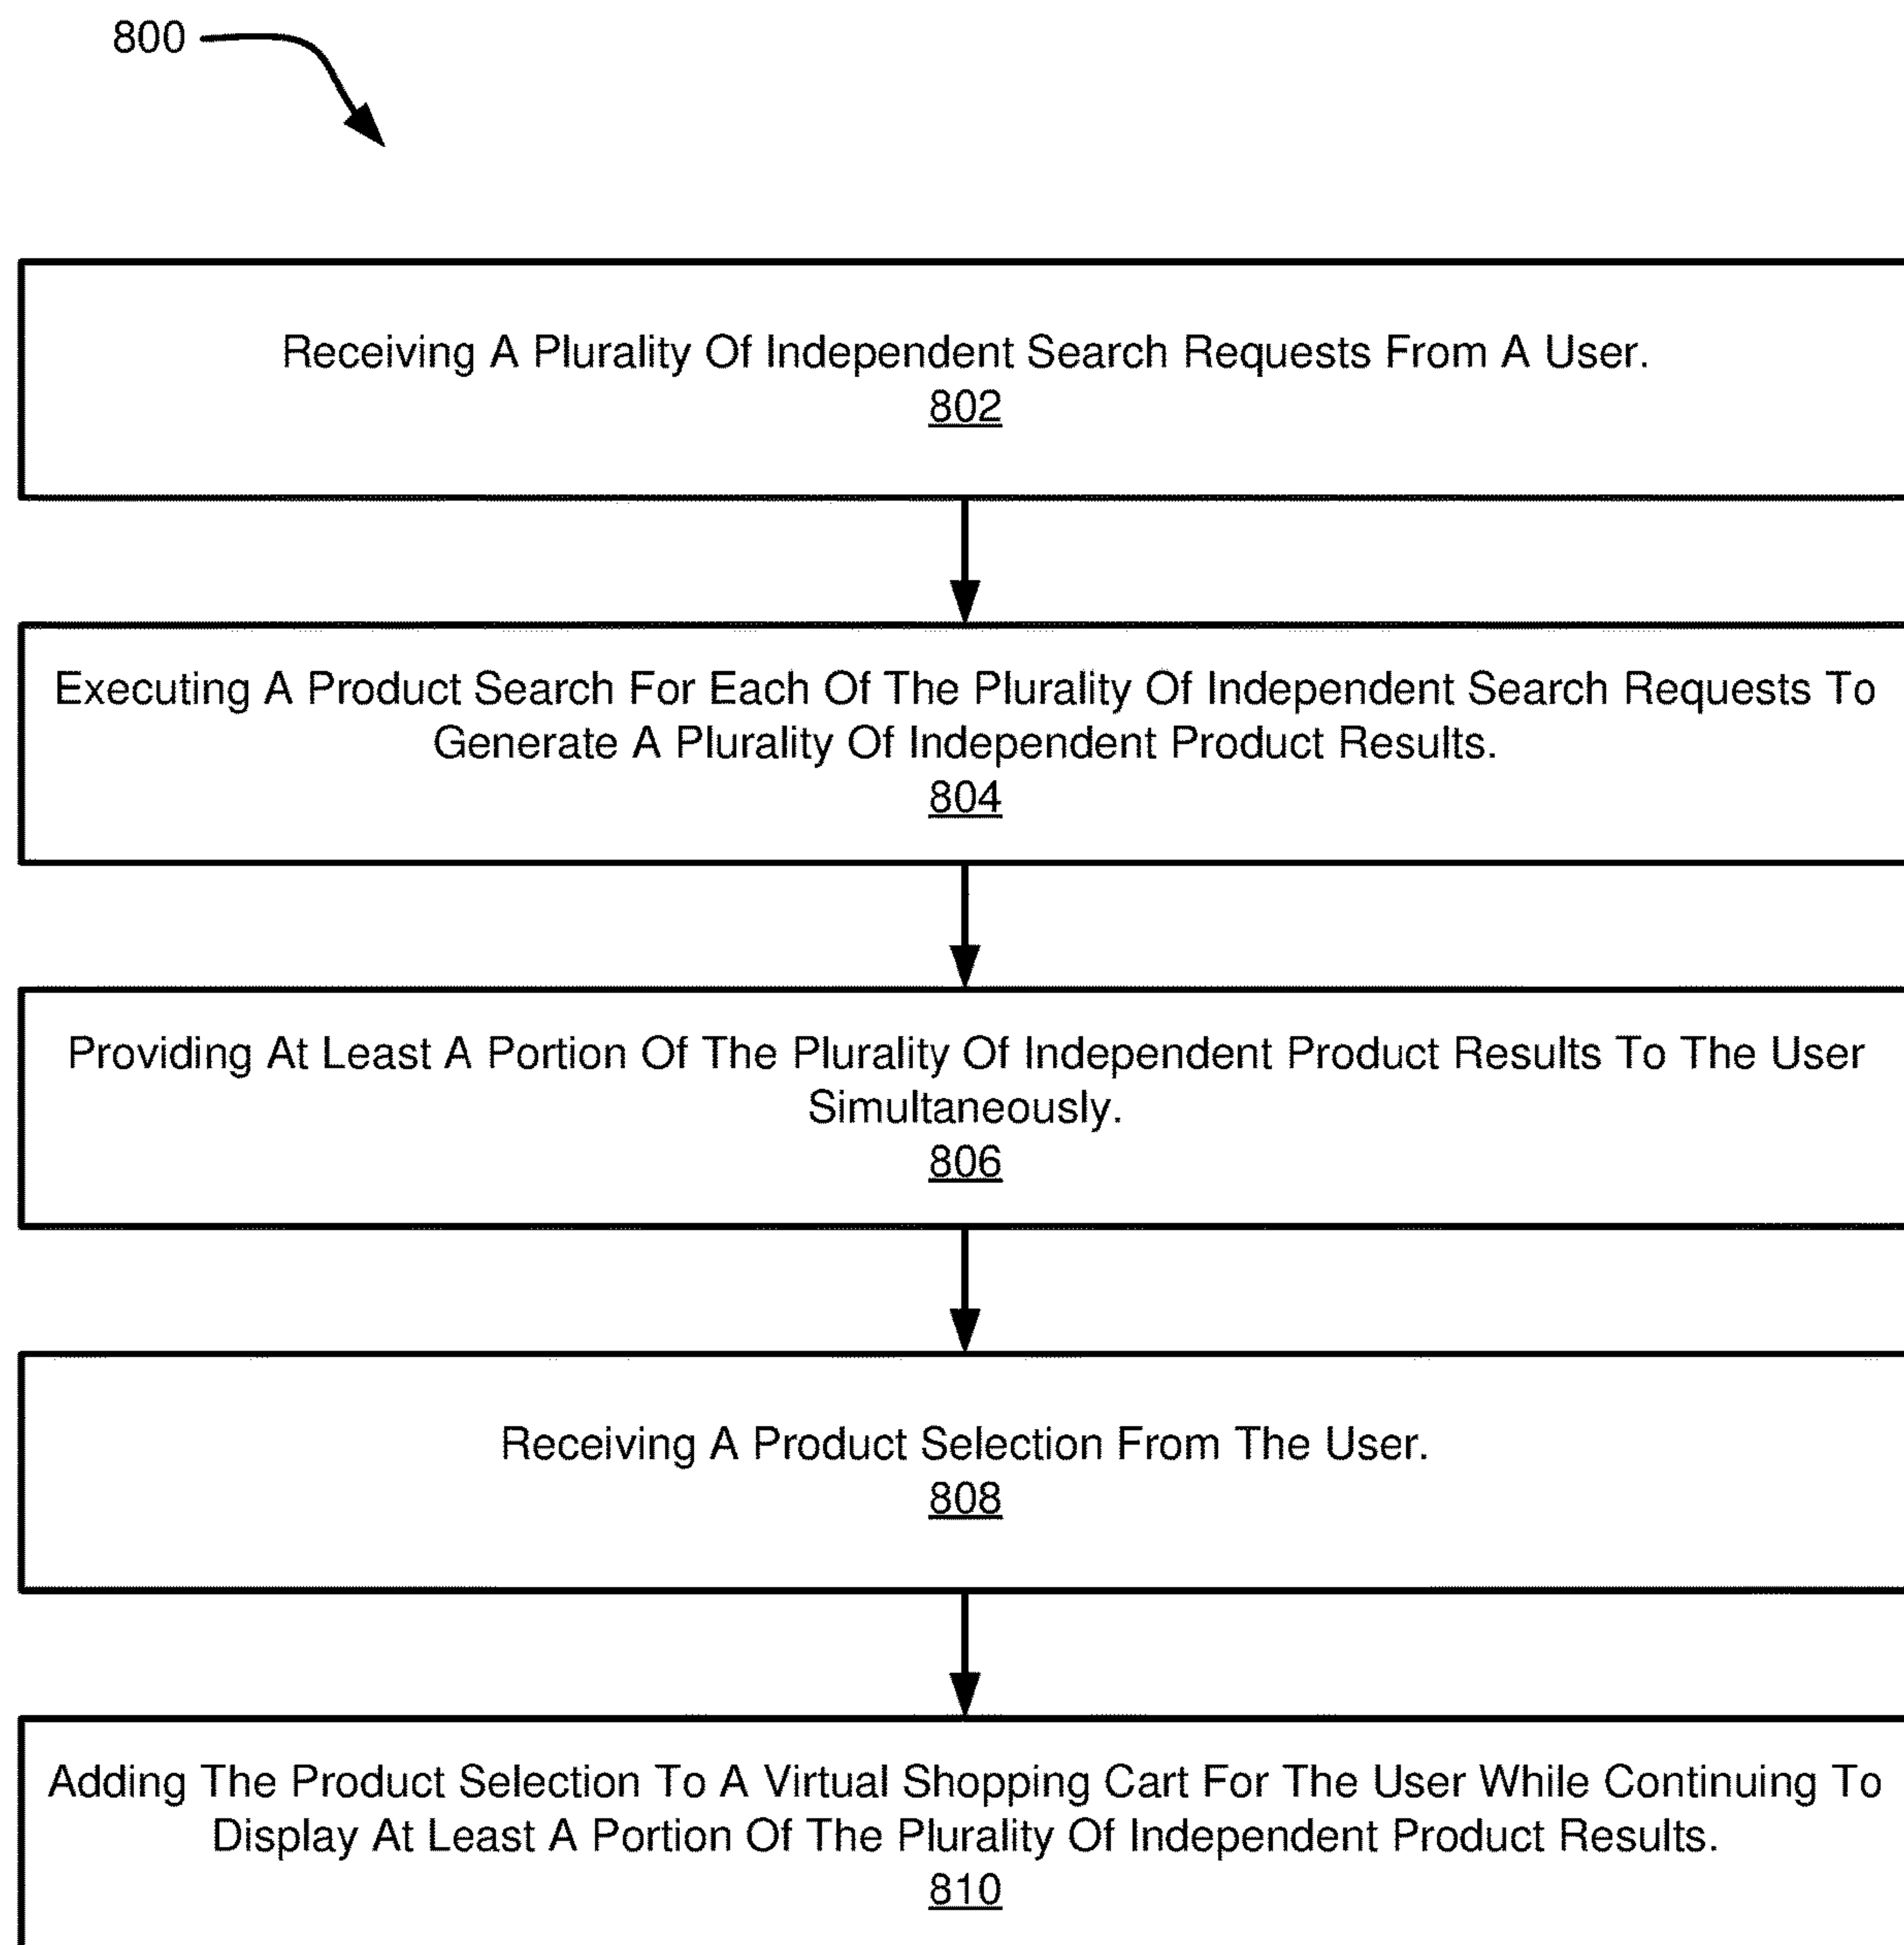 800
Receiving A Plurality Of Independent Search Requests From A User.
802
Executing A Product Search For Each Of The Plurality Of Independent Search Requests To
Generate A Plurality Of Independent Product Results.
804
Providing At Least A Portion Of The Plurality Of Independent Product Results To The User
Simultaneously.
806
Receiving A Product Selection From The User.
808
Adding The Product Selection To A Virtual Shopping Cart For The User While Continuing To
Display At Least A Portion Of The Plurality Of Independent Product Results.
810